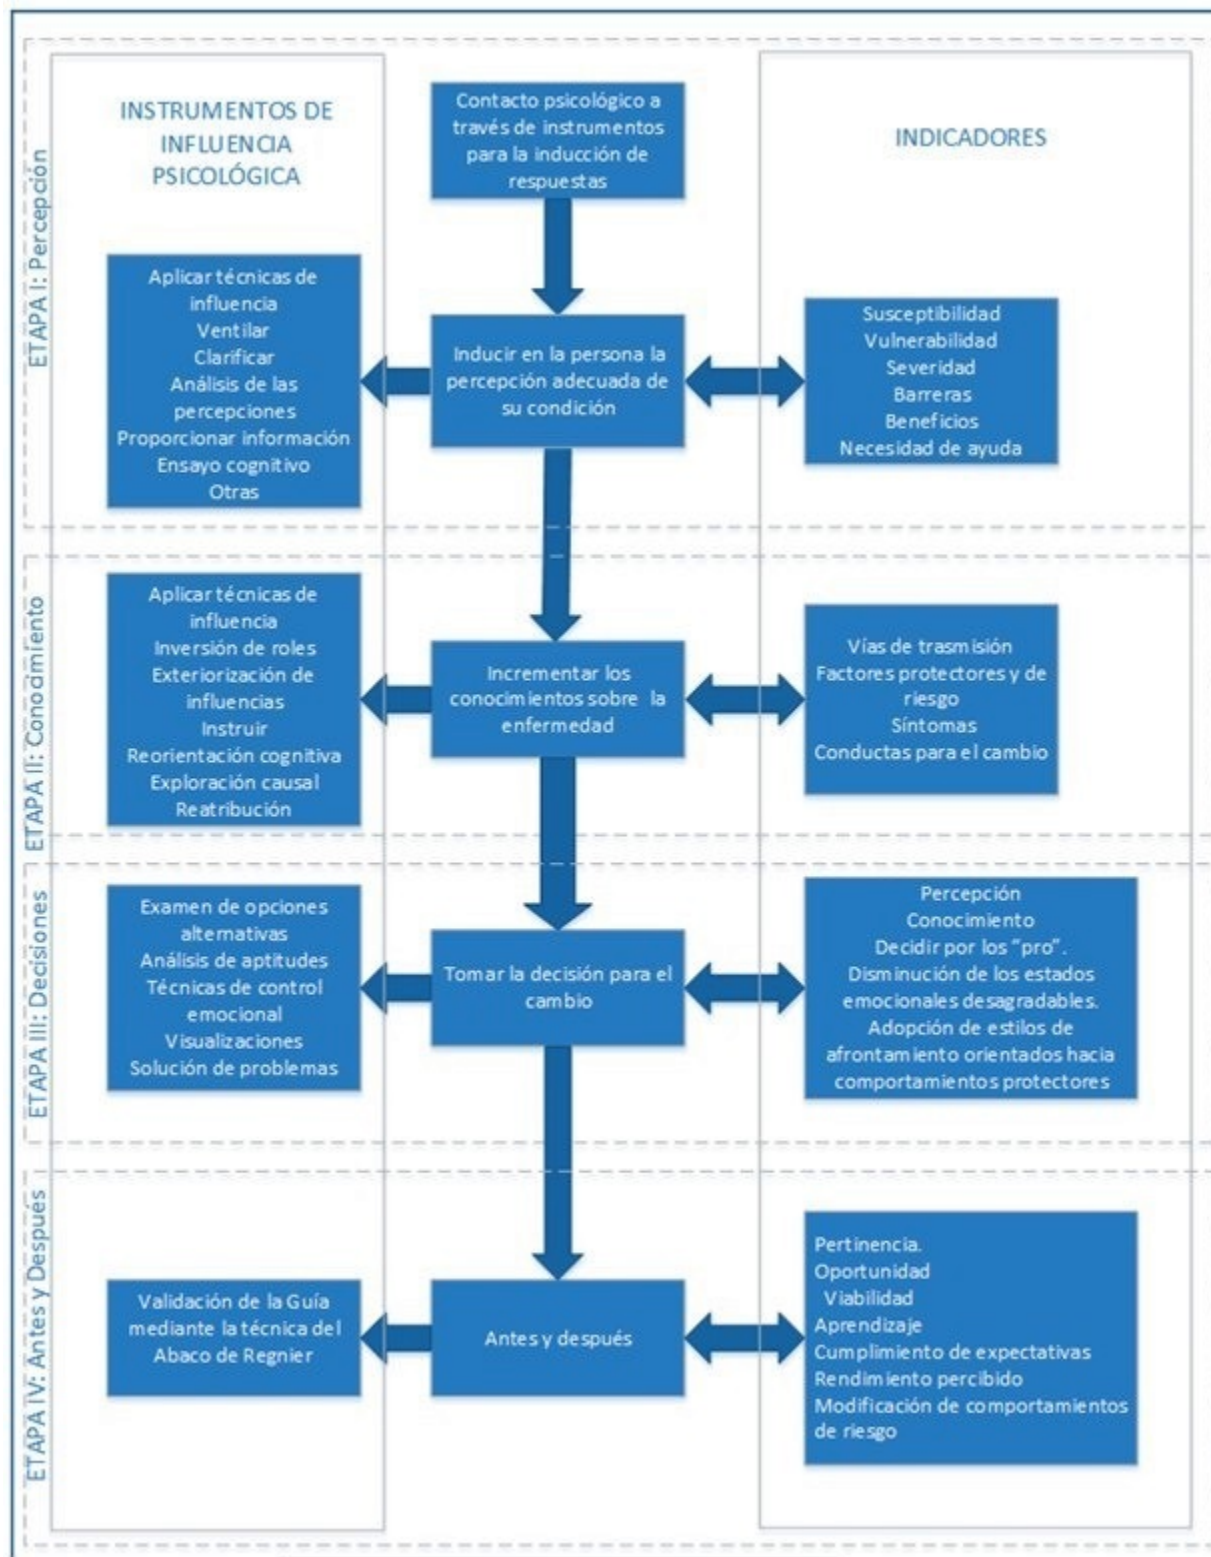 INSTRUMENTOS DE
INFLUENCIA
PSICOLÓGICA
Contacto psicológico a
través de instrumentos
para la inducción de
respuestas
INDICADORES
ETAPA I: Percepción
Aplicar técnicas de
influencia
Ventilar
Clarificar
Análisis de las
percepciones
Proporcionar información
Ensayo cognitivo
Otras
Inducir en la persona la
percepción adecuada de
su condición
Susceptibilidad
Vulnerabilidad
Severidad
Barreras
Beneficios
Necesidad de ayuda
ETAPA II: Conodmiento
Aplicar técnicas de
influencia
Inversión de roles
Exteriorización de
influencias
Instruir
Reorientación cognitiva
Exploración causal
Reatribución
Incrementar los
conocimientos sobre la
enfermedad
Vías de trasmisión
Factores protectores y de
riesgo
Síntomas
Conductas para el cambio
ETAPA III: Decisiones
Examen de opciones
alternativas
Análisis de aptitudes
Técnicas de control
emocional
Visualizaciones
Solución de problemas
Tomar la decisión para el
cambio
Percepción
Conocimiento
Decidir por los “pro”.
Disminución de los estados
emocionales desagradables.
Adopción de estilos de
afrontamiento orientados hacia
comportamientos protectores
ETAPA IV: Antes y Después
Validación de la Guía
mediante la técnica del
Abaco de Regnier
Antes y después
Pertinencia.
Oportunidad
Viabilidad
Aprendizaje
Cumplimiento de expectativas
Rendimiento percibido
Modificación de comportamientos
de riesgo